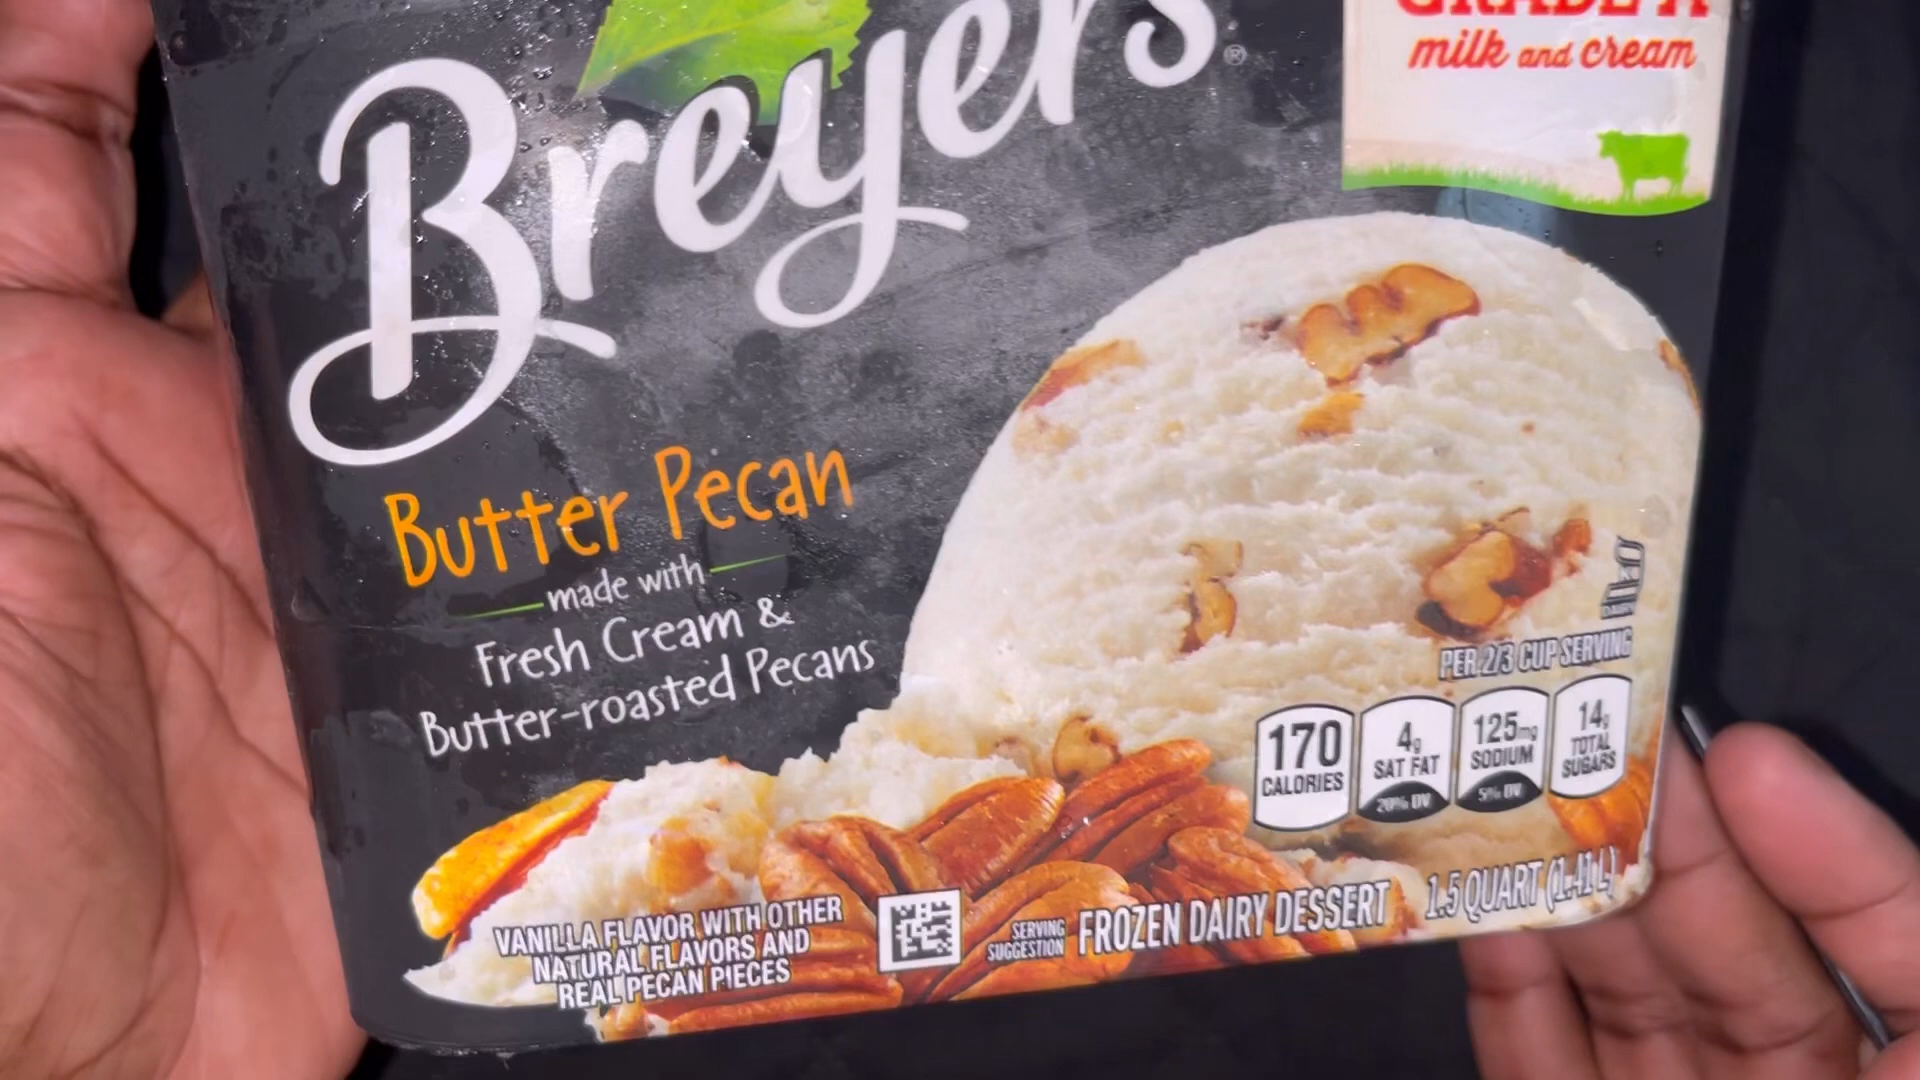 Breyers®
GRADE A
milk and cream
Butter Pecan
made with
Fresh Cream &
Butter-roasted Pecans
PER 2/3 CUP SERVING
170
CALORIES
4g
SAT FAT
20% DV
125mg
SODIUM
5% DV
14g
TOTAL
SUGARS
VANILLA FLAVOR WITH OTHER
NATURAL FLAVORS AND
REAL PECAN PIECES
SERVING
SUGGESTION
FROZEN DAIRY DESSERT
1.5 QUART (1.41 L)